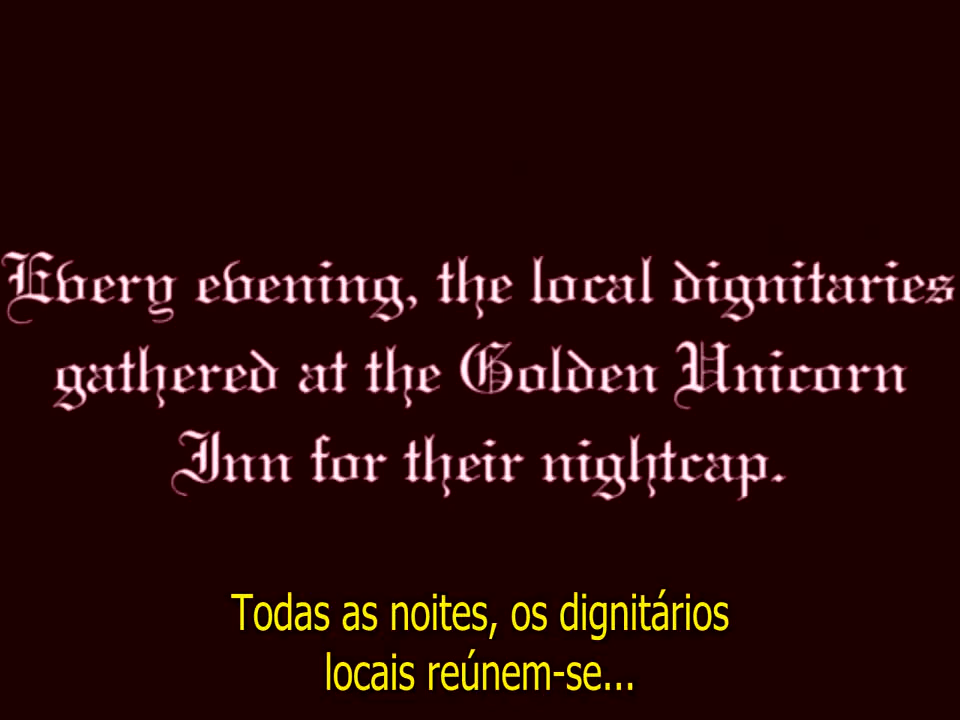 Every evening, the local dignitaries
gathered at the Golden Unicorn
Inn for their nightcap.
Todas as noites, os dignitários
locais reúnem-se...